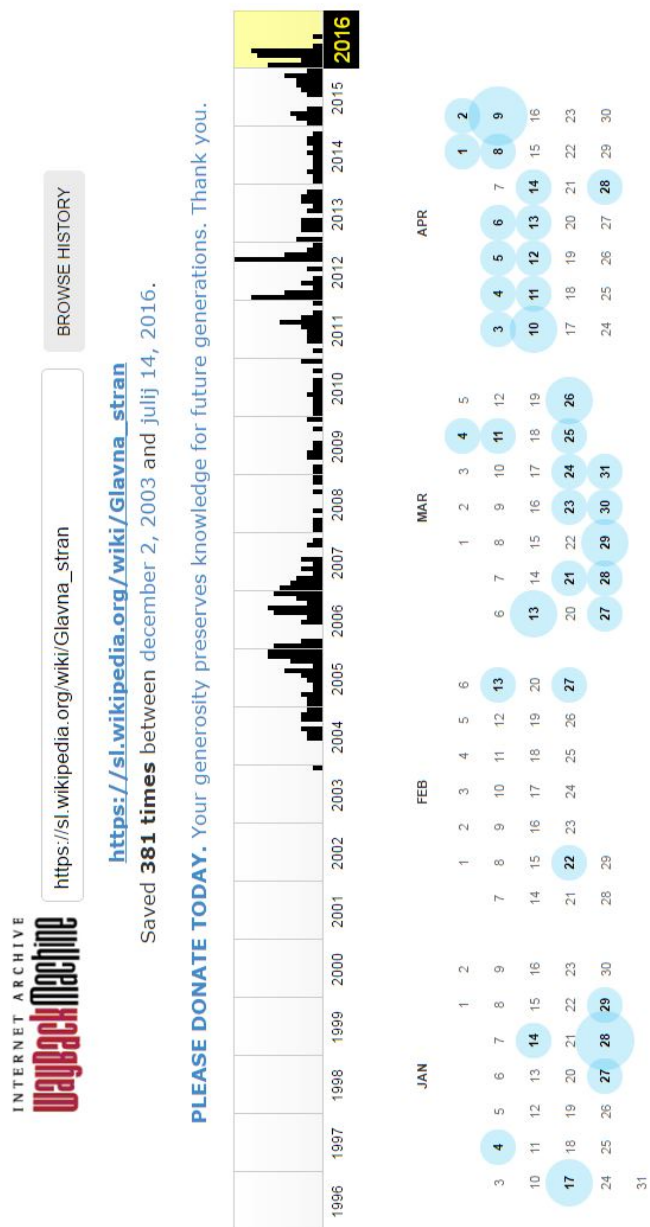 INTERNET ARCHIVE
WayBackMachine
https://sl.wikipedia.org/wiki/Glavna_stran
BROWSE HISTORY
https://sl.wikipedia.org/wiki/Glavna_stran
Saved 381 times between december 2, 2003 and julij 14, 2016.
PLEASE DONATE TODAY. Your generosity preserves knowledge for future generations. Thank you.
1996 1997 1998 1999 2000 2001 2002 2003 2004 2005 2006 2007 2008 2009 2010 2011 2012 2013 2014 2015 2016
JAN
1 2
3 4 5 6 7 8 9
10 11 12 13 14 15 16
17 18 19 20 21 22 23
24 25 26 27 28 29 30
31
FEB
1 2 3 4 5 6
7 8 9 10 11 12 13
14 15 16 17 18 19 20
21 22 23 24 25 26 27
28 29
MAR
1 2 3 4 5
6 7 8 9 10 11 12
13 14 15 16 17 18 19
20 21 22 23 24 25 26
27 28 29 30 31
APR
1 2
3 4 5 6 7 8 9
10 11 12 13 14 15 16
17 18 19 20 21 22 23
24 25 26 27 28 29 30